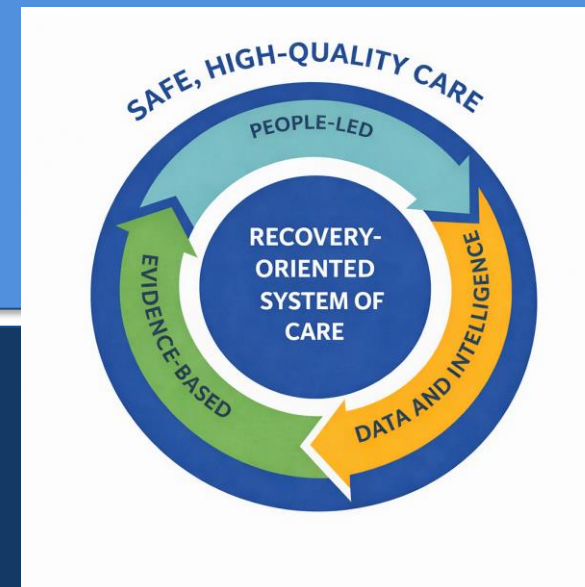 SAFE, HIGH-QUALITY CARE
PEOPLE-LED
RECOVERY-
ORIENTED
SYSTEM OF
CARE
DATA AND INTELLIGENCE
EVIDENCE-BASED